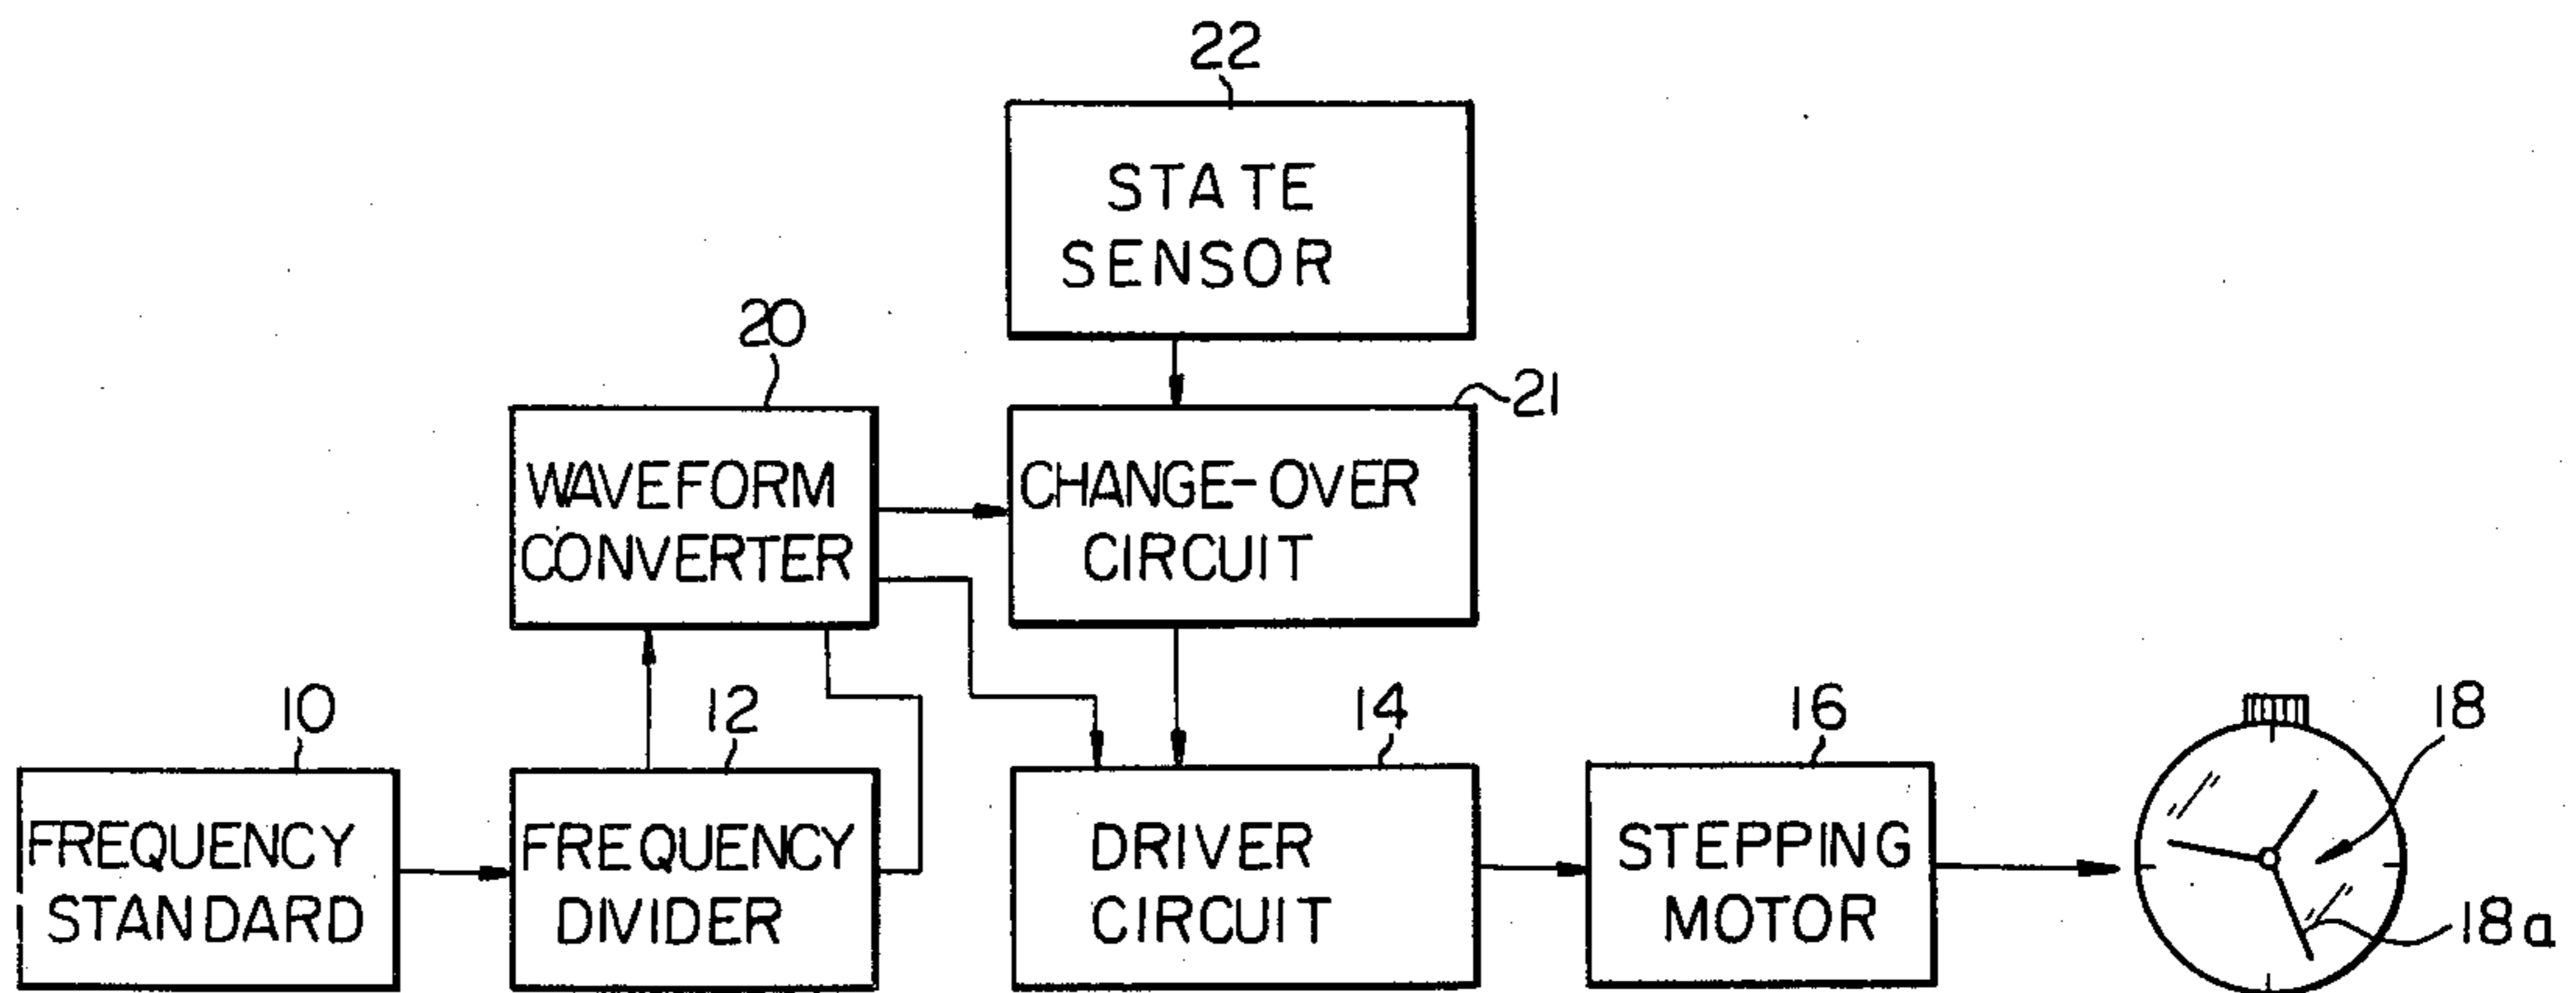 22
STATE
SENSOR
20
21
WAVEFORM
CONVERTER
CHANGE-OVER
CIRCUIT
10
12
14
16
18
FREQUENCY
STANDARD
FREQUENCY
DIVIDER
DRIVER
CIRCUIT
STEPPING
MOTOR
18a